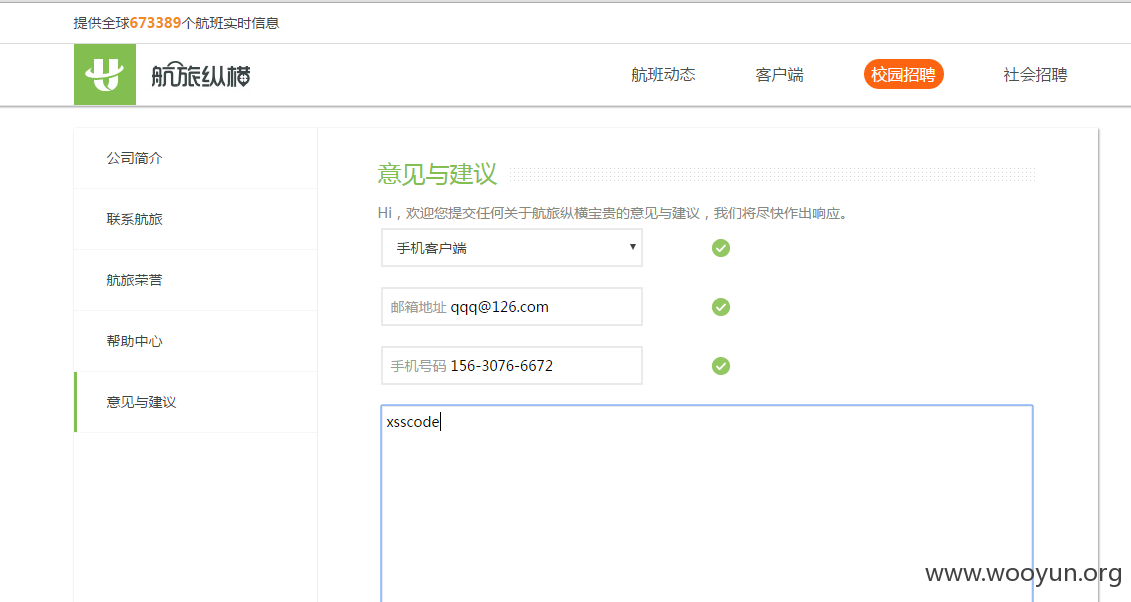 提供全球673389个航班实时信息
航旅纵横
航班动态 客户端 校园招聘 社会招聘
公司简介
联系航旅
航旅荣誉
帮助中心
意见与建议
意见与建议
Hi，欢迎您提交任何关于航旅纵横宝贵的意见与建议，我们将尽快作出响应。
手机客户端
邮箱地址 qqq@126.com
手机号码 156-3076-6672
xsscode
www.wooyun.org